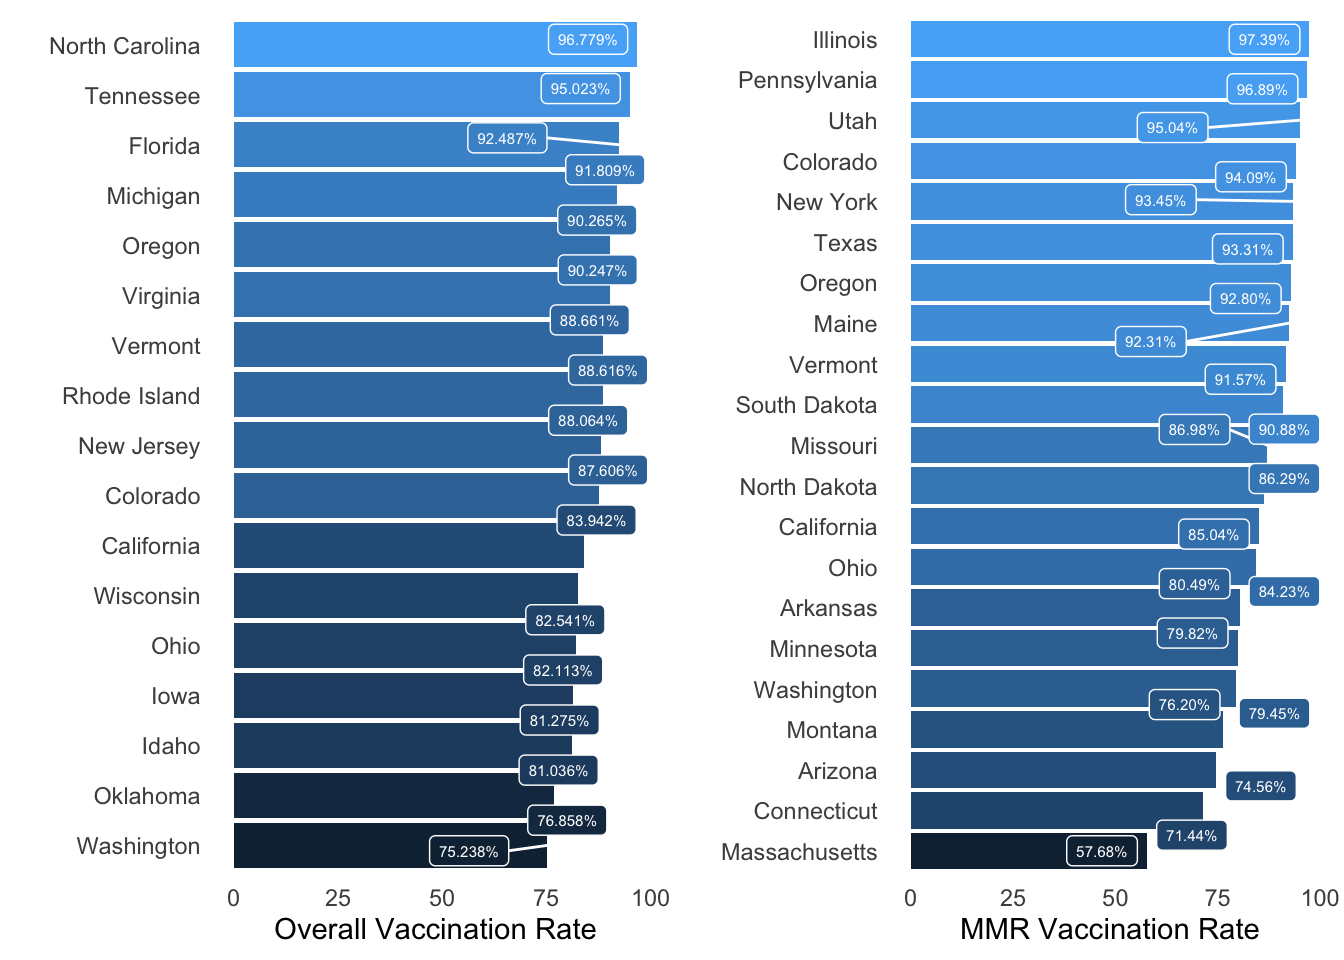 North Carolina 96.779%
Tennessee 95.023%
Florida 92.487%
Michigan 91.809%
Oregon 90.265%
Virginia 90.247%
Vermont 88.661%
Rhode Island 88.616%
New Jersey 88.064%
Colorado 87.606%
California 83.942%
Wisconsin 82.541%
Ohio 82.113%
Iowa 81.275%
Idaho 81.036%
Oklahoma 76.858%
Washington 75.238%
0 25 50 75 100
Overall Vaccination Rate
Illinois 97.39%
Pennsylvania 96.89%
Utah 95.04%
Colorado 94.09%
New York 93.45%
Texas 93.31%
Oregon 92.80%
Maine 92.31%
Vermont 91.57%
South Dakota 90.88%
Missouri 86.98%
North Dakota 86.29%
California 85.04%
Ohio 84.23%
Arkansas 80.49%
Minnesota 79.82%
Washington 79.45%
Montana 76.20%
Arizona 74.56%
Connecticut 71.44%
Massachusetts 57.68%
0 25 50 75 100
MMR Vaccination Rate